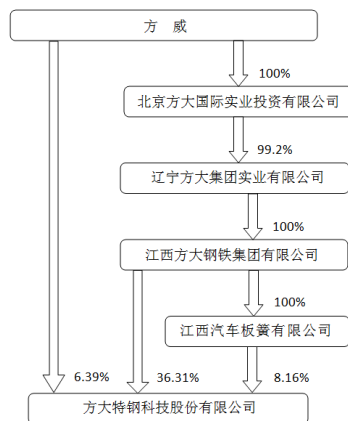 方 威
100%
北京方大国际实业投资有限公司
99.2%
辽宁方大集团实业有限公司
100%
江西方大钢铁集团有限公司
100%
江西汽车板簧有限公司
6.39% 36.31% 8.16%
方大特钢科技股份有限公司